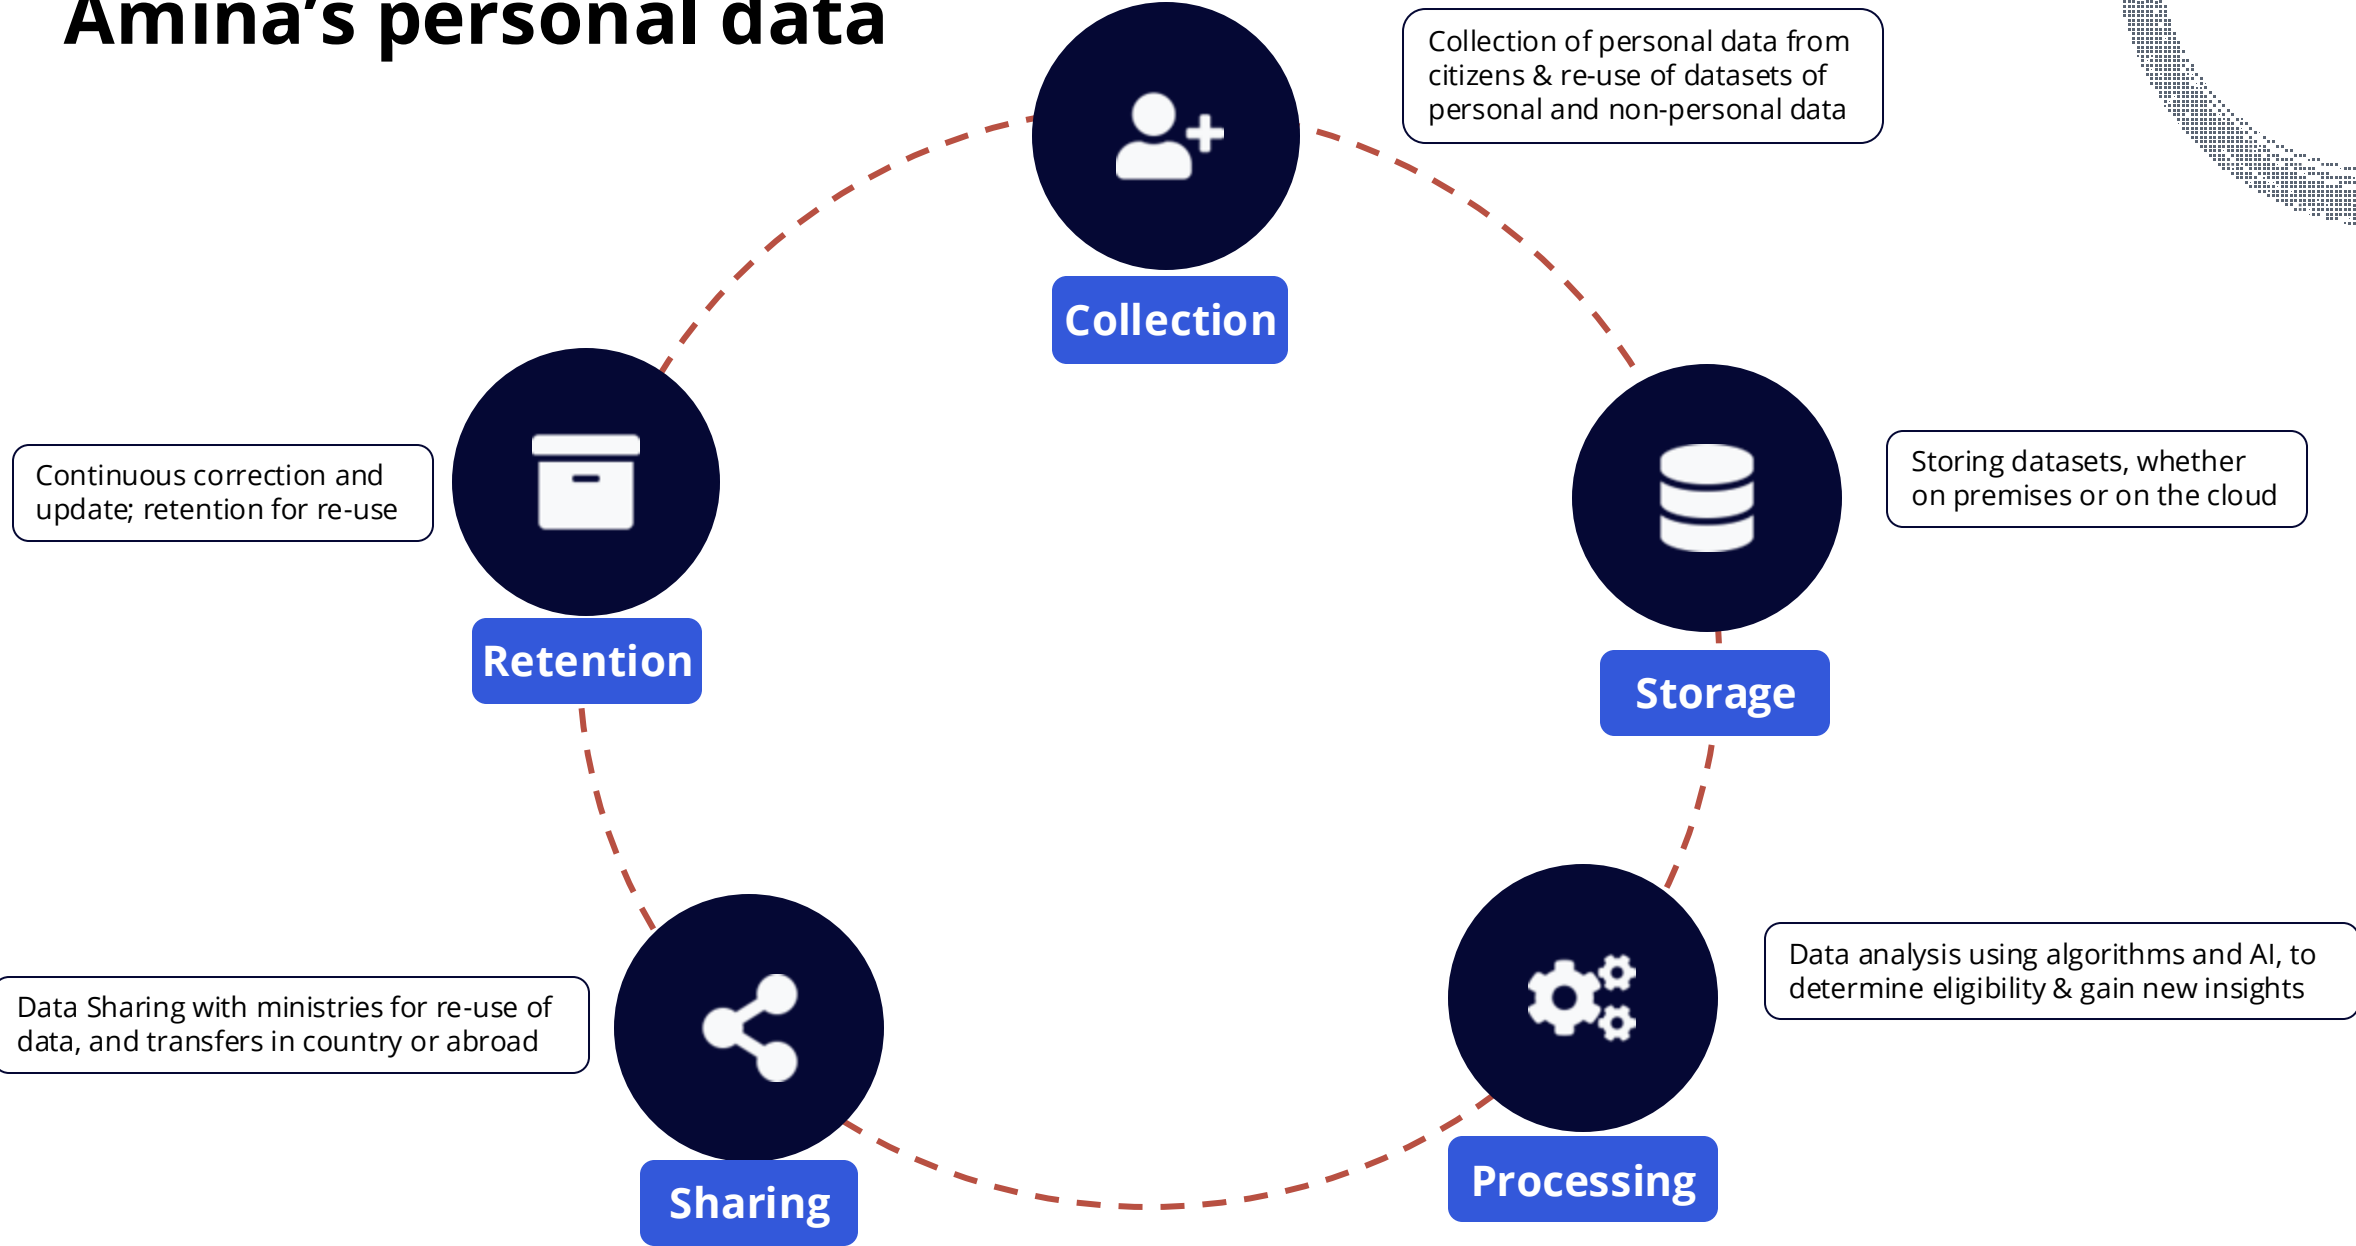 Amina’s personal data
Collection of personal data from
citizens & re-use of datasets of
personal and non-personal data
Collection
Storing datasets, whether
on premises or on the cloud
Storage
Data analysis using algorithms and AI, to
determine eligibility & gain new insights
Processing
Data Sharing with ministries for re-use of
data, and transfers in country or abroad
Sharing
Continuous correction and
update; retention for re-use
Retention